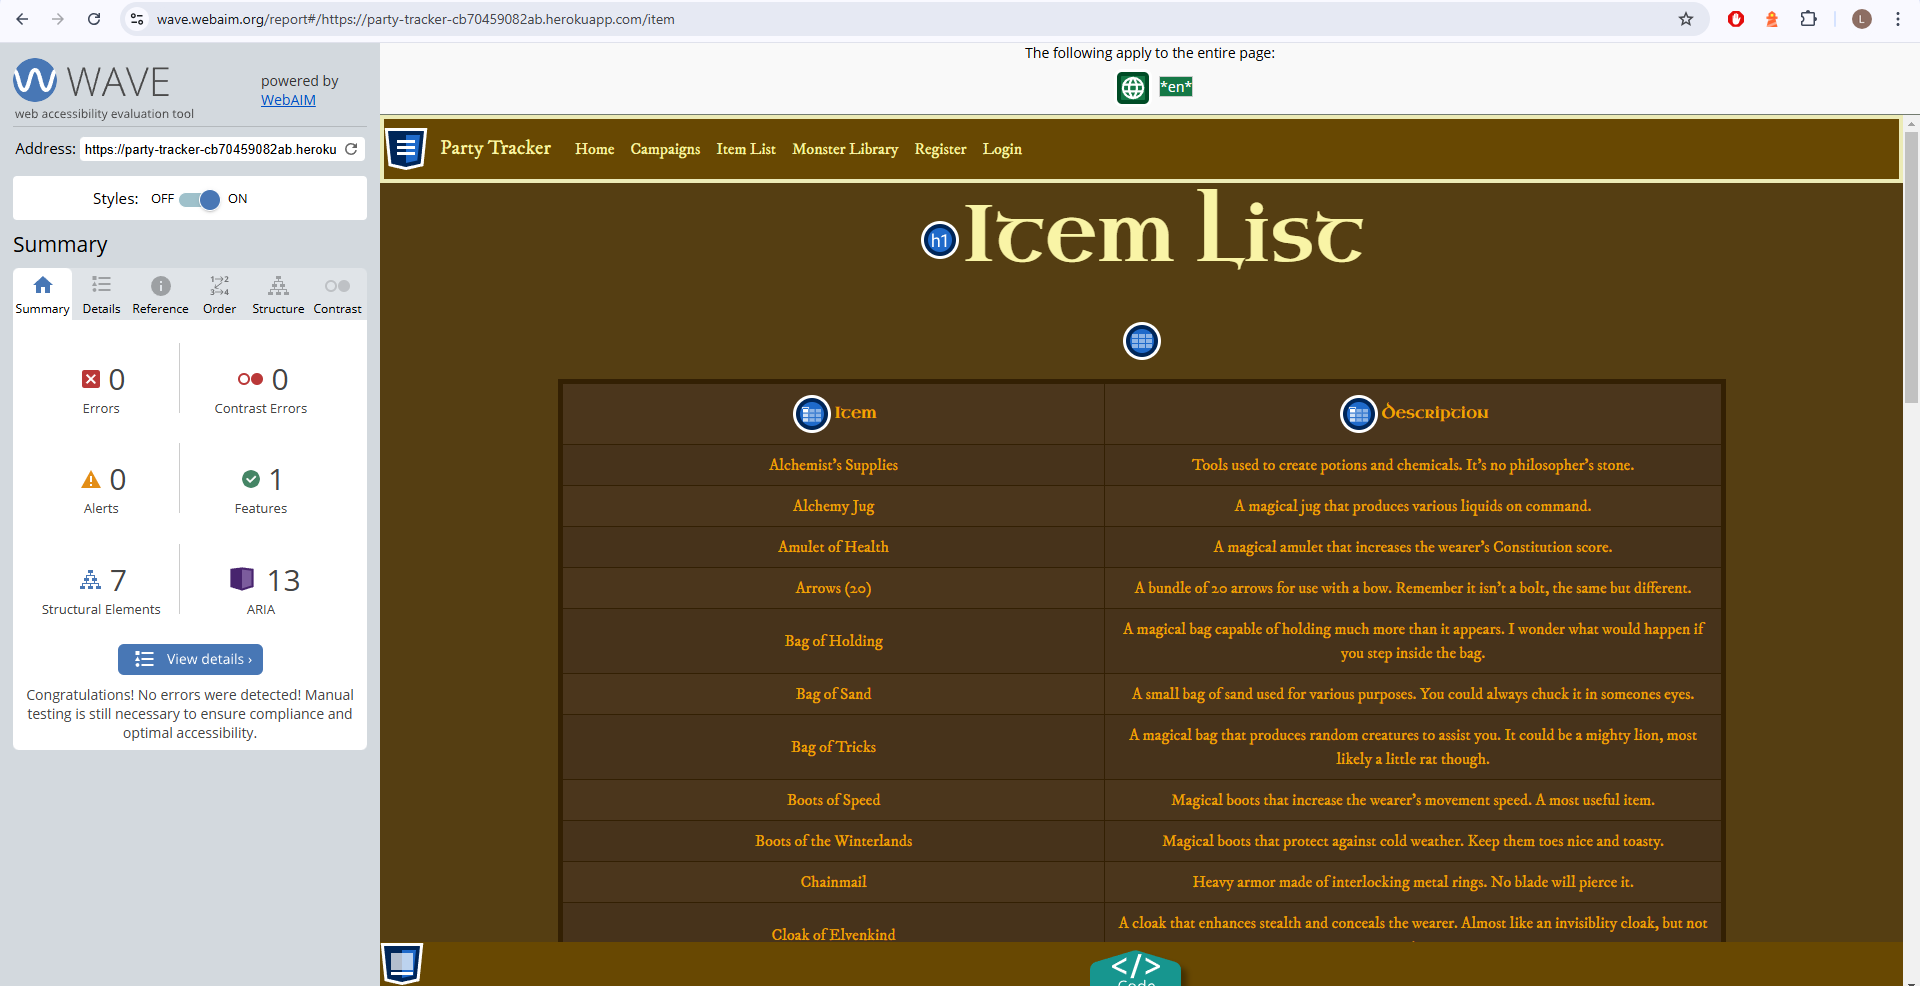 wave.webaim.org/report#/https://party-tracker-cb70459082ab.herokuapp.com/item
L
WAVE
web accessibility evaluation tool
powered by
WebAIM
Address: https://party-tracker-cb70459082ab.heroku
Styles: OFF ON
Summary
Summary Details Reference Order Structure Contrast
0 Errors
0 Contrast Errors
0 Alerts
1 Features
7 Structural Elements
13 ARIA
View details ›
Congratulations! No errors were detected! Manual
testing is still necessary to ensure compliance and
optimal accessibility.
The following apply to the entire page:
*en*
Party Tracker Home Campaigns Item List Monster Library Register Login
h1 Item List
Item Description
Alchemist's Supplies Tools used to create potions and chemicals. It's no philosopher's stone.
Alchemy Jug A magical jug that produces various liquids on command.
Amulet of Health A magical amulet that increases the wearer's Constitution score.
Arrows (20) A bundle of 20 arrows for use with a bow. Remember it isn't a bolt, the same but different.
Bag of Holding A magical bag capable of holding much more than it appears. I wonder what would happen if
you step inside the bag.
Bag of Sand A small bag of sand used for various purposes. You could always chuck it in someones eyes.
Bag of Tricks A magical bag that produces random creatures to assist you. It could be a mighty lion, most
likely a little rat though.
Boots of Speed Magical boots that increase the wearer's movement speed. A most useful item.
Boots of the Winterlands Magical boots that protect against cold weather. Keep them toes nice and toasty.
Chainmail Heavy armor made of interlocking metal rings. No blade will pierce it.
Cloak of Elvenkind A cloak that enhances stealth and conceals the wearer. Almost like an invisiblity cloak, but not
</> Code